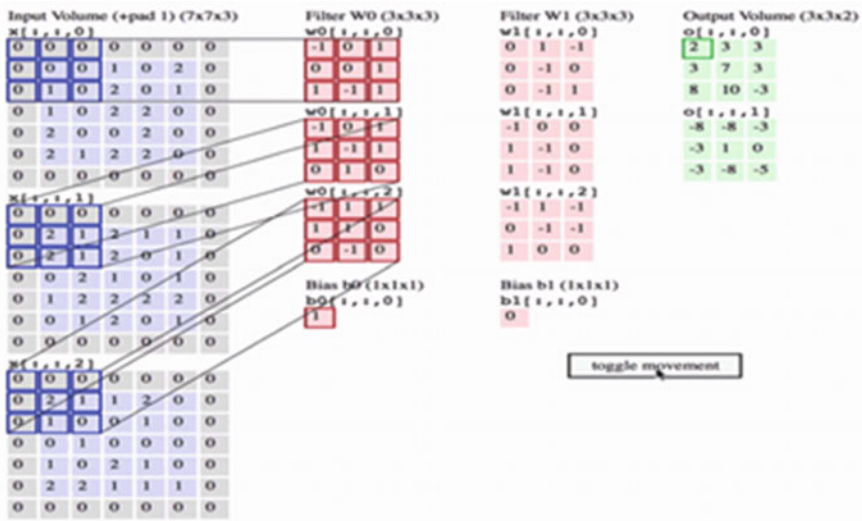 Input Volume (+pad 1) (7x7x3)
x[:,:,0]
0 0 0 0 0 0 0
0 0 0 1 0 2 0
0 1 0 2 0 1 0
0 1 0 2 2 0 0
0 2 0 0 2 0 0
0 2 1 2 2 0 0
0 0 0 0 0 0 0
x[:,:,1]
0 0 0 0 0 0 0
0 2 1 2 1 1 0
0 2 1 2 0 1 0
0 0 2 1 0 1 0
0 1 2 2 2 2 0
0 0 1 2 0 1 0
0 0 0 0 0 0 0
x[:,:,2]
0 0 0 0 0 0 0
0 2 1 1 2 0 0
0 1 0 0 1 0 0
0 0 1 0 0 0 0
0 1 0 2 1 0 0
0 2 2 1 1 1 0
0 0 0 0 0 0 0
Filter W0 (3x3x3)
w0[:,:,0]
-1 0 1
0 0 1
1 -1 1
w0[:,:,1]
-1 0 1
1 -1 1
0 1 0
w0[:,:,2]
-1 1 1
1 1 0
0 -1 0
Bias b0 (1x1x1)
b0[:,:,0]
1
Filter W1 (3x3x3)
w1[:,:,0]
0 1 -1
0 -1 0
0 -1 1
w1[:,:,1]
-1 0 0
1 -1 0
1 -1 0
w1[:,:,2]
-1 1 -1
0 -1 -1
1 0 0
Bias b1 (1x1x1)
b1[:,:,0]
0
Output Volume (3x3x2)
o[:,:,0]
2 3 3
3 7 3
8 10 -3
o[:,:,1]
-8 -8 -3
-3 1 0
-3 -8 -5
toggle movement